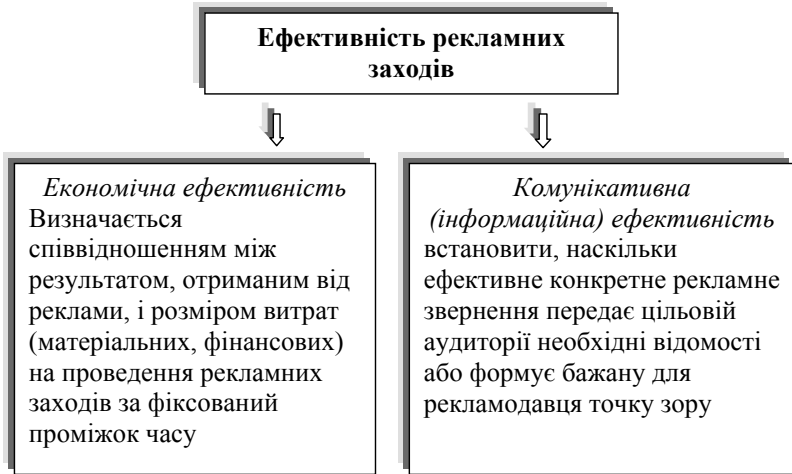 Ефективність рекламних
заходів
Економічна ефективність
Визначається
співвідношенням між
результатом, отриманим від
реклами, і розміром витрат
(матеріальних, фінансових)
на проведення рекламних
заходів за фіксований
проміжок часу
Комунікативна
(інформаційна) ефективність
встановити, наскільки
ефективне конкретне рекламне
звернення передає цільовій
аудиторії необхідні відомості
або формує бажану для
рекламодавця точку зору